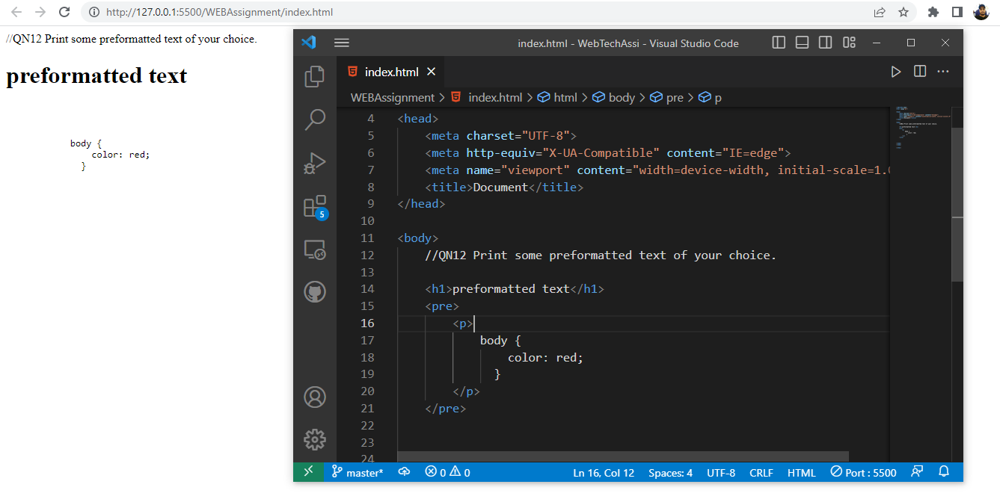 http://127.0.0.1:5500/WEBAssignment/index.html
//QN12 Print some preformatted text of your choice.
preformatted text
body {
color: red;
}
index.html - WebTechAssi - Visual Studio Code
index.html
WEBAssignment > index.html > html > body > pre > p
4 <head>
5 <meta charset="UTF-8">
6 <meta http-equiv="X-UA-Compatible" content="IE=edge">
7 <meta name="viewport" content="width=device-width, initial-scale=1.0
8 <title>Document</title>
9 </head>
10
11 <body>
12 //QN12 Print some preformatted text of your choice.
13
14 <h1>preformatted text</h1>
15 <pre>
16 <p>
17 body {
18 color: red;
19 }
20 </p>
21 </pre>
22
23
24
5
master* 0 0 Ln 16, Col 12 Spaces: 4 UTF-8 CRLF HTML Port : 5500